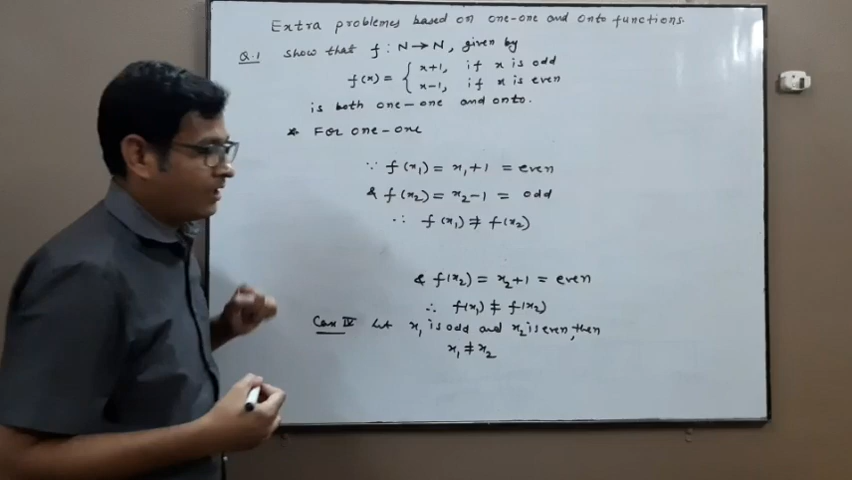 Extra problemes based on one-one and onto functions.
Q.1 Show that f : N→N, given by
f(x) = { x+1, if x is odd
x-1, if x is even
is both one-one and onto.
* For one-one
∵ f(x₁) = x₁+1 = even
& f(x₂) = x₂-1 = odd
∴ f(x₁) ≠ f(x₂)
& f(x₂) = x₂+1 = even
∴ f(x₁) ≠ f(x₂)
Case IV Let x₁ is odd and x₂ is even, then
x₁ ≠ x₂